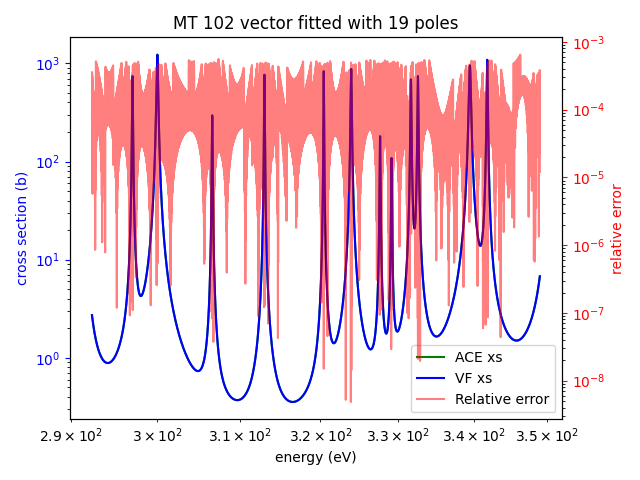 MT 102 vector fitted with 19 poles
10³
10²
10¹
10⁰
cross section (b)
10⁻³
10⁻⁴
10⁻⁵
10⁻⁶
10⁻⁷
10⁻⁸
relative error
ACE xs
VF xs
Relative error
2.9 × 10² 3 × 10² 3.1 × 10² 3.2 × 10² 3.3 × 10² 3.4 × 10² 3.5 × 10²
energy (eV)